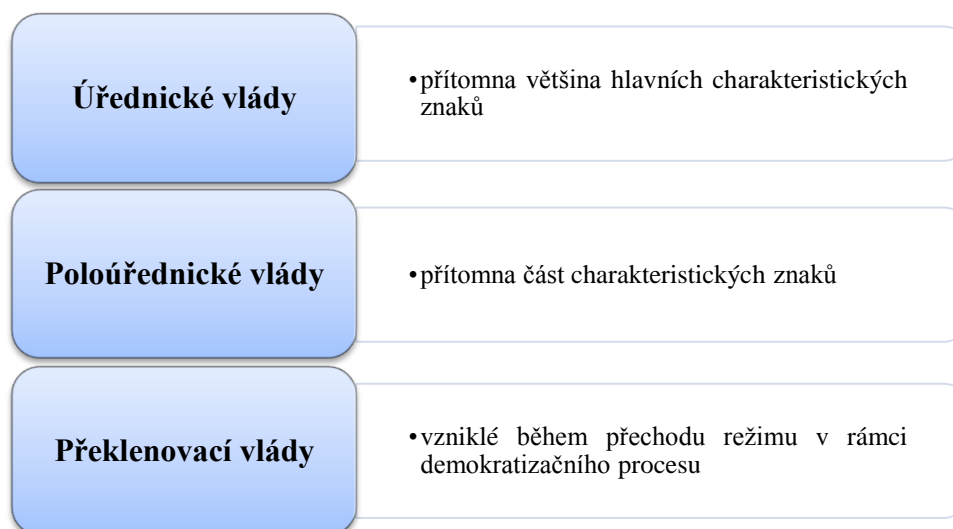 Úřednické vlády
•přítomna většina hlavních charakteristických
znaků
Poloúřednické vlády
•přítomna část charakteristických znaků
Překlenovací vlády
•vzniklé během přechodu režimu v rámci
demokratizačního procesu